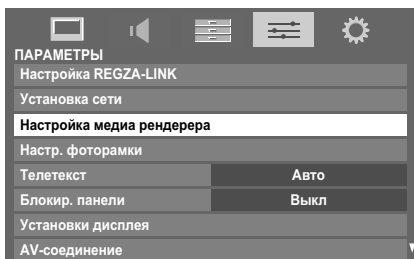 ПАРАМЕТРЫ
Настройка REGZA-LINK
Установка сети
Настройка медиа рендерера
Настр. фоторамки
Телетекст Авто
Блокир. панели Выкл
Установки дисплея
AV-соединение